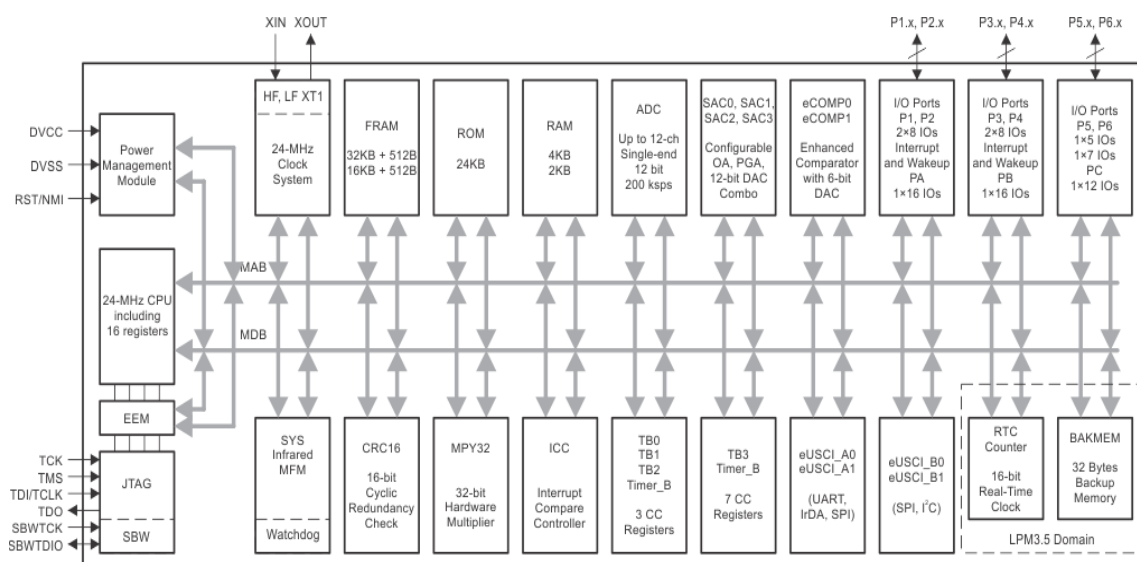 XIN XOUT
P1.x, P2.x
P3.x, P4.x
P5.x, P6.x
DVCC
DVSS
RST/NMI
Power
Management
Module
HF, LF XT1
24-MHz
Clock
System
FRAM
32KB + 512B
16KB + 512B
ROM
24KB
RAM
4KB
2KB
ADC
Up to 12-ch
Single-end
12 bit
200 ksps
SAC0, SAC1,
SAC2, SAC3
Configurable
OA, PGA,
12-bit DAC
Combo
eCOMP0
eCOMP1
Enhanced
Comparator
with 6-bit
DAC
I/O Ports
P1, P2
2×8 IOs
Interrupt
and Wakeup
PA
1×16 IOs
I/O Ports
P3, P4
2×8 IOs
Interrupt
and Wakeup
PB
1×16 IOs
I/O Ports
P5, P6
1×5 IOs
1×7 IOs
PC
1×12 IOs
MAB
24-MHz CPU
including
16 registers
MDB
EEM
TCK
TMS
TDI/TCLK
TDO
SBWTCK
SBWTDIO
JTAG
SBW
SYS
Infrared
MFM
Watchdog
CRC16
16-bit
Cyclic
Redundancy
Check
MPY32
32-bit
Hardware
Multiplier
ICC
Interrupt
Compare
Controller
TB0
TB1
TB2
Timer_B
3 CC
Registers
TB3
Timer_B
7 CC
Registers
eUSCI_A0
eUSCI_A1
(UART,
IrDA, SPI)
eUSCI_B0
eUSCI_B1
(SPI, I²C)
RTC
Counter
16-bit
Real-Time
Clock
BAKMEM
32 Bytes
Backup
Memory
LPM3.5 Domain